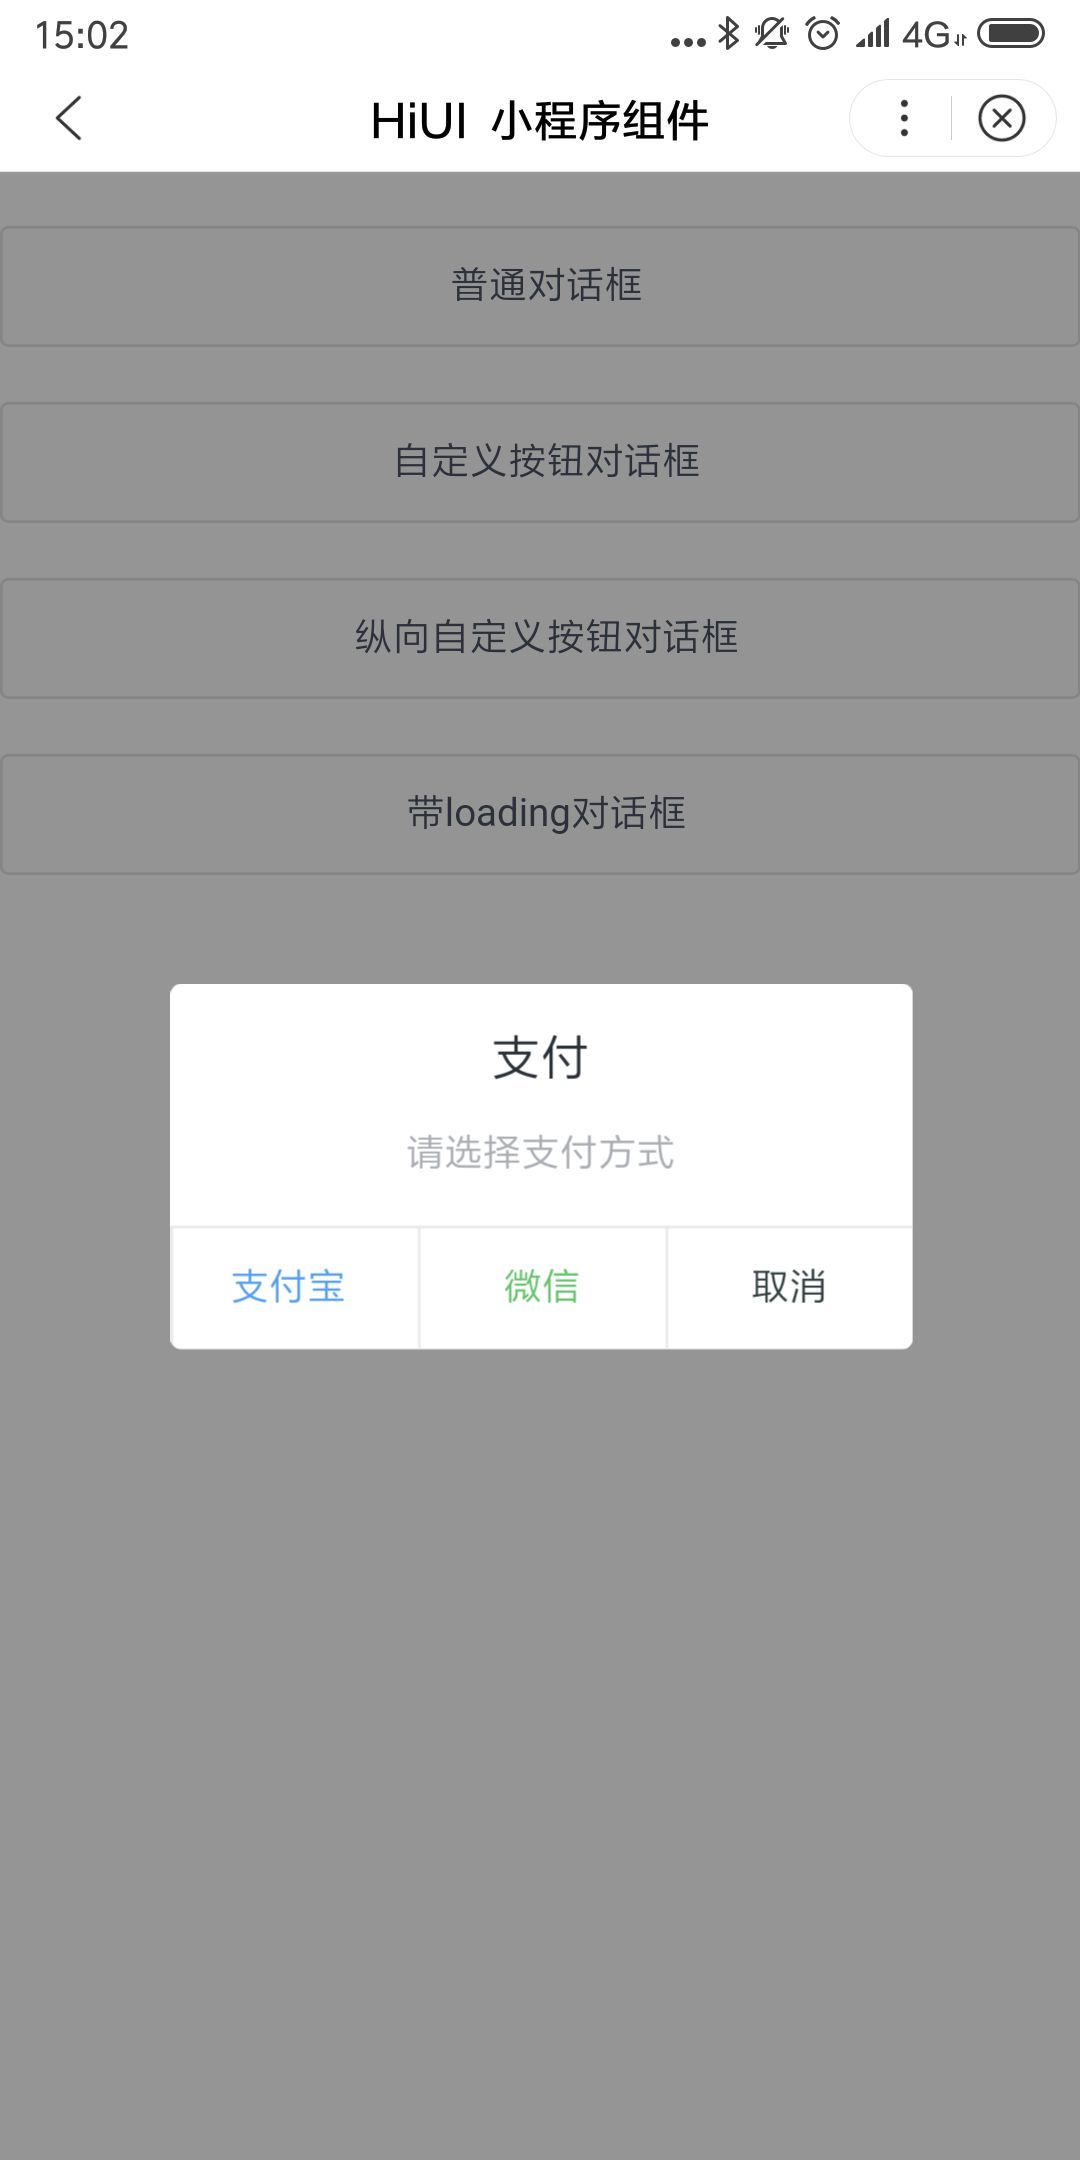 15:02 4G
HiUI 小程序组件
普通对话框
自定义按钮对话框
纵向自定义按钮对话框
带loading对话框
支付
请选择支付方式
支付宝 微信 取消